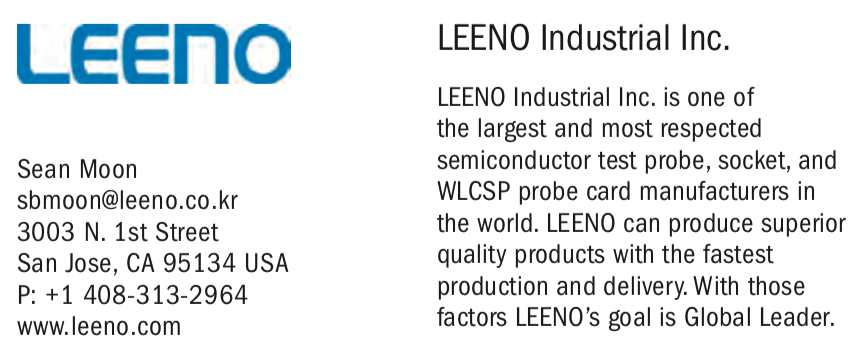 LEENO
Sean Moon
sbmoon@leeno.co.kr
3003 N. 1st Street
San Jose, CA 95134 USA
P: +1 408-313-2964
www.leeno.com
LEENO Industrial Inc.
LEENO Industrial Inc. is one of
the largest and most respected
semiconductor test probe, socket, and
WLCSP probe card manufacturers in
the world. LEENO can produce superior
quality products with the fastest
production and delivery. With those
factors LEENO’s goal is Global Leader.